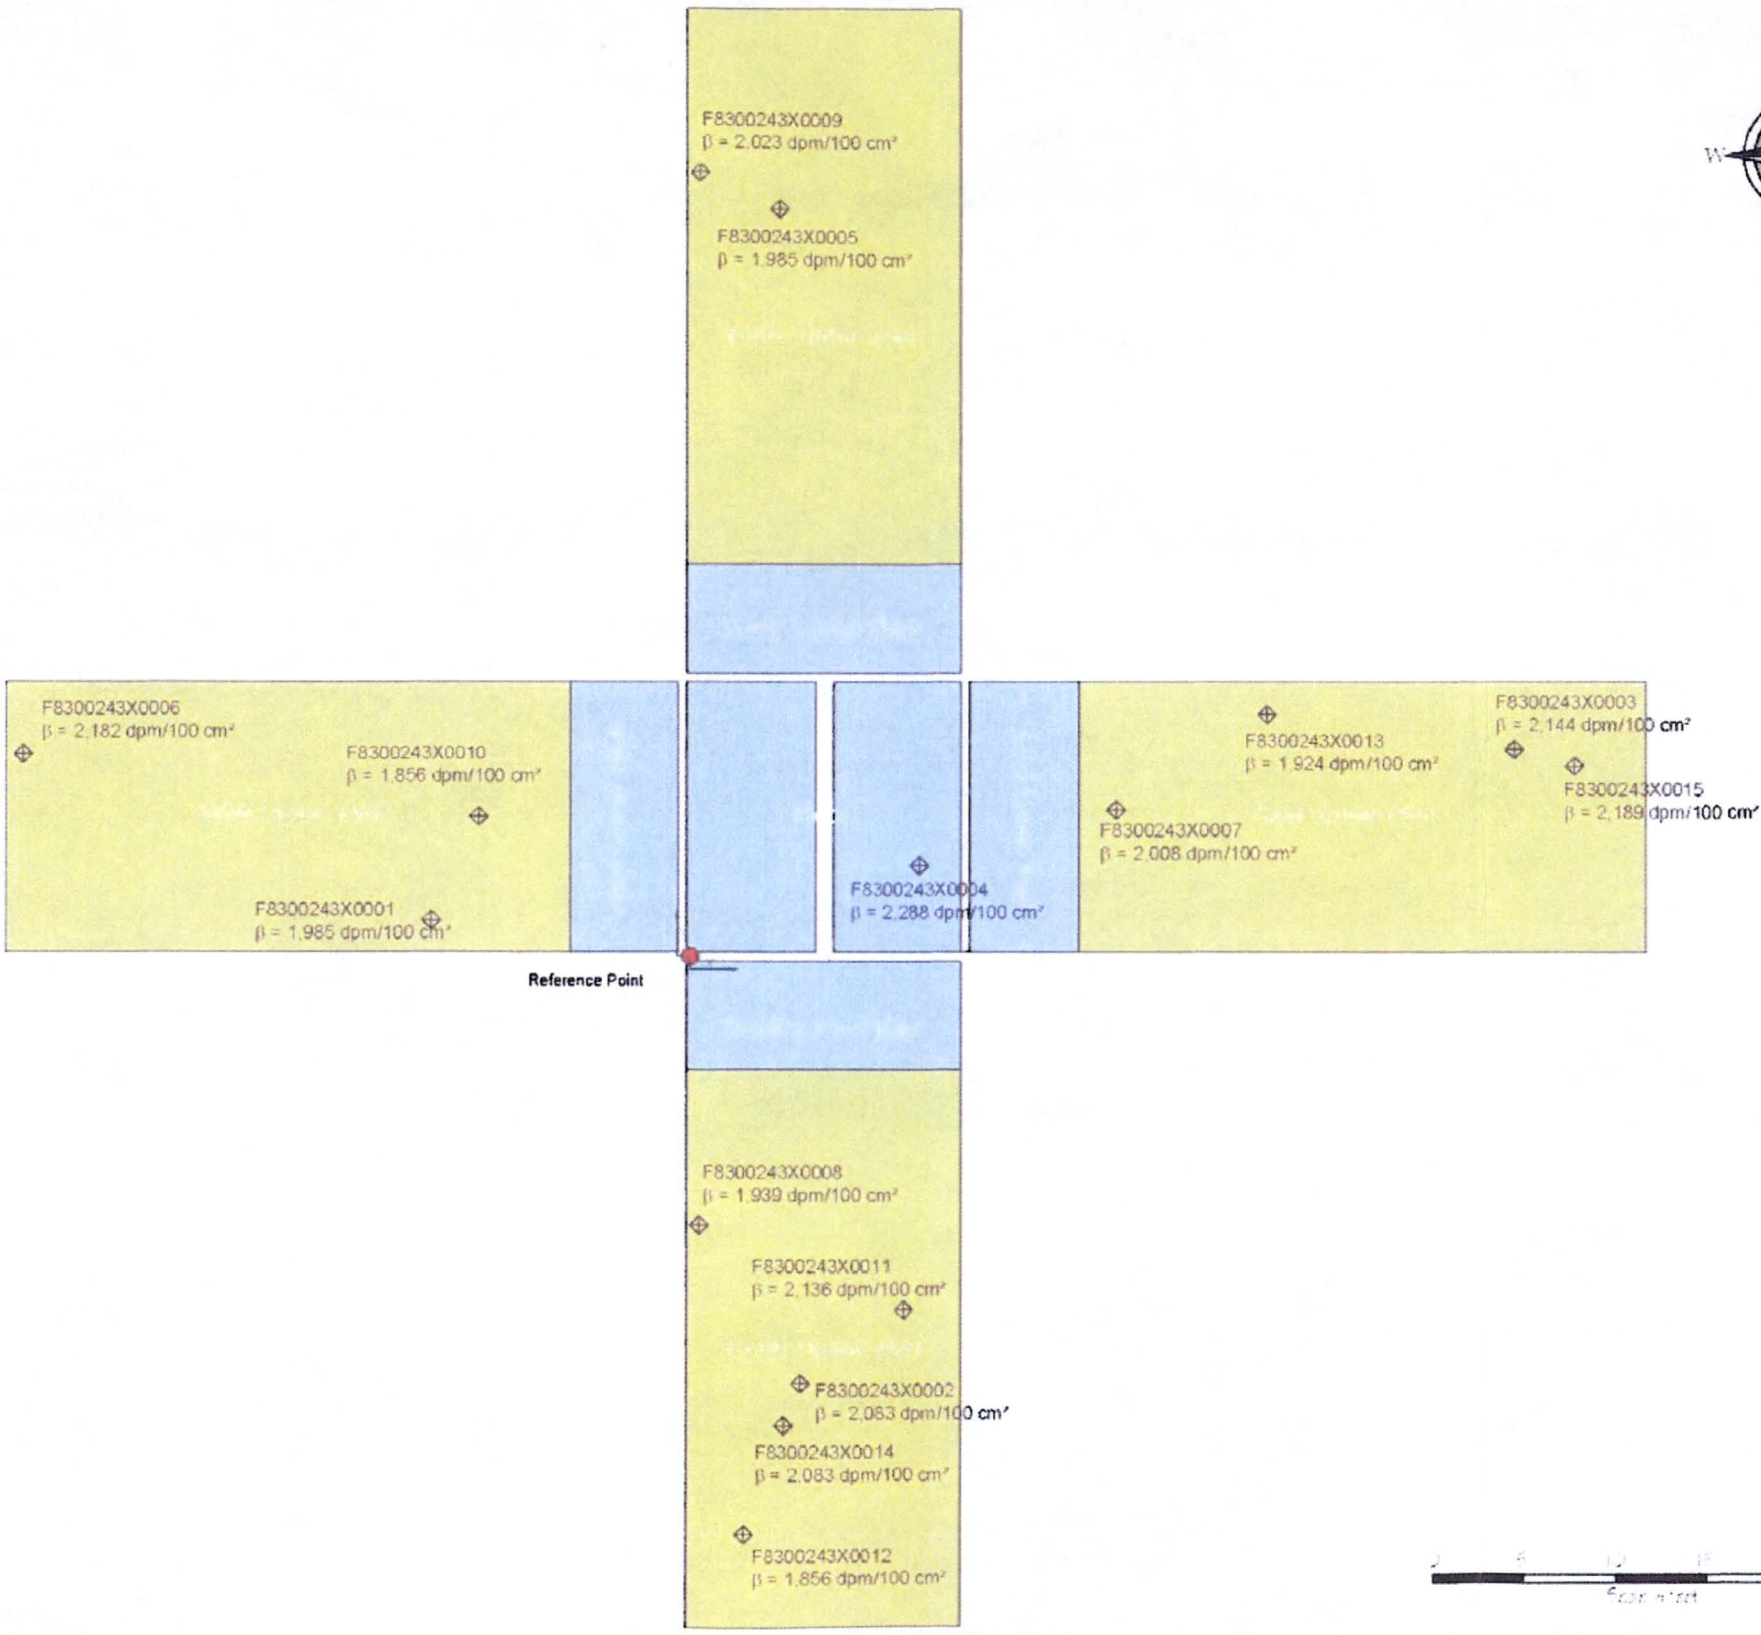 F8300243X0009
β = 2,023 dpm/100 cm²
W
F8300243X0005
β = 1,985 dpm/100 cm²
F8300243X0006
β = 2,182 dpm/100 cm²
F8300243X0010
β = 1,856 dpm/100 cm²
F8300243X0001
β = 1,985 dpm/100 cm²
F8300243X0004
β = 2,288 dpm/100 cm²
F8300243X0013
β = 1,924 dpm/100 cm²
F8300243X0003
β = 2,144 dpm/100 cm²
F8300243X0015
β = 2,189 dpm/100 cm²
F8300243X0007
β = 2,008 dpm/100 cm²
Reference Point
F8300243X0008
β = 1,939 dpm/100 cm²
F8300243X0011
β = 2,136 dpm/100 cm²
F8300243X0002
β = 2,083 dpm/100 cm²
F8300243X0014
β = 2,083 dpm/100 cm²
F8300243X0012
β = 1,856 dpm/100 cm²